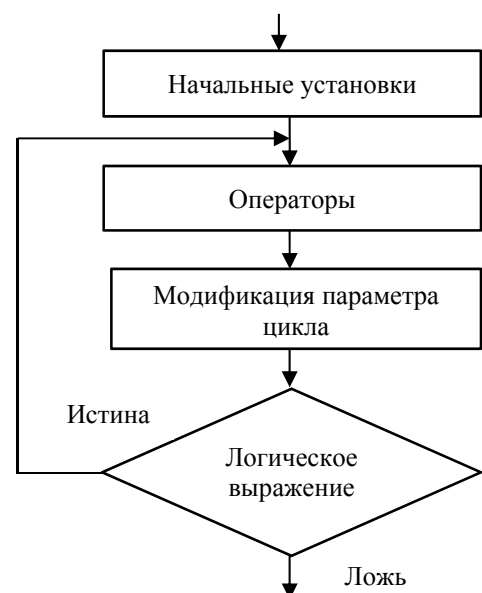 Начальные установки
Операторы
Модификация параметра
цикла
Истина
Логическое
выражение
Ложь